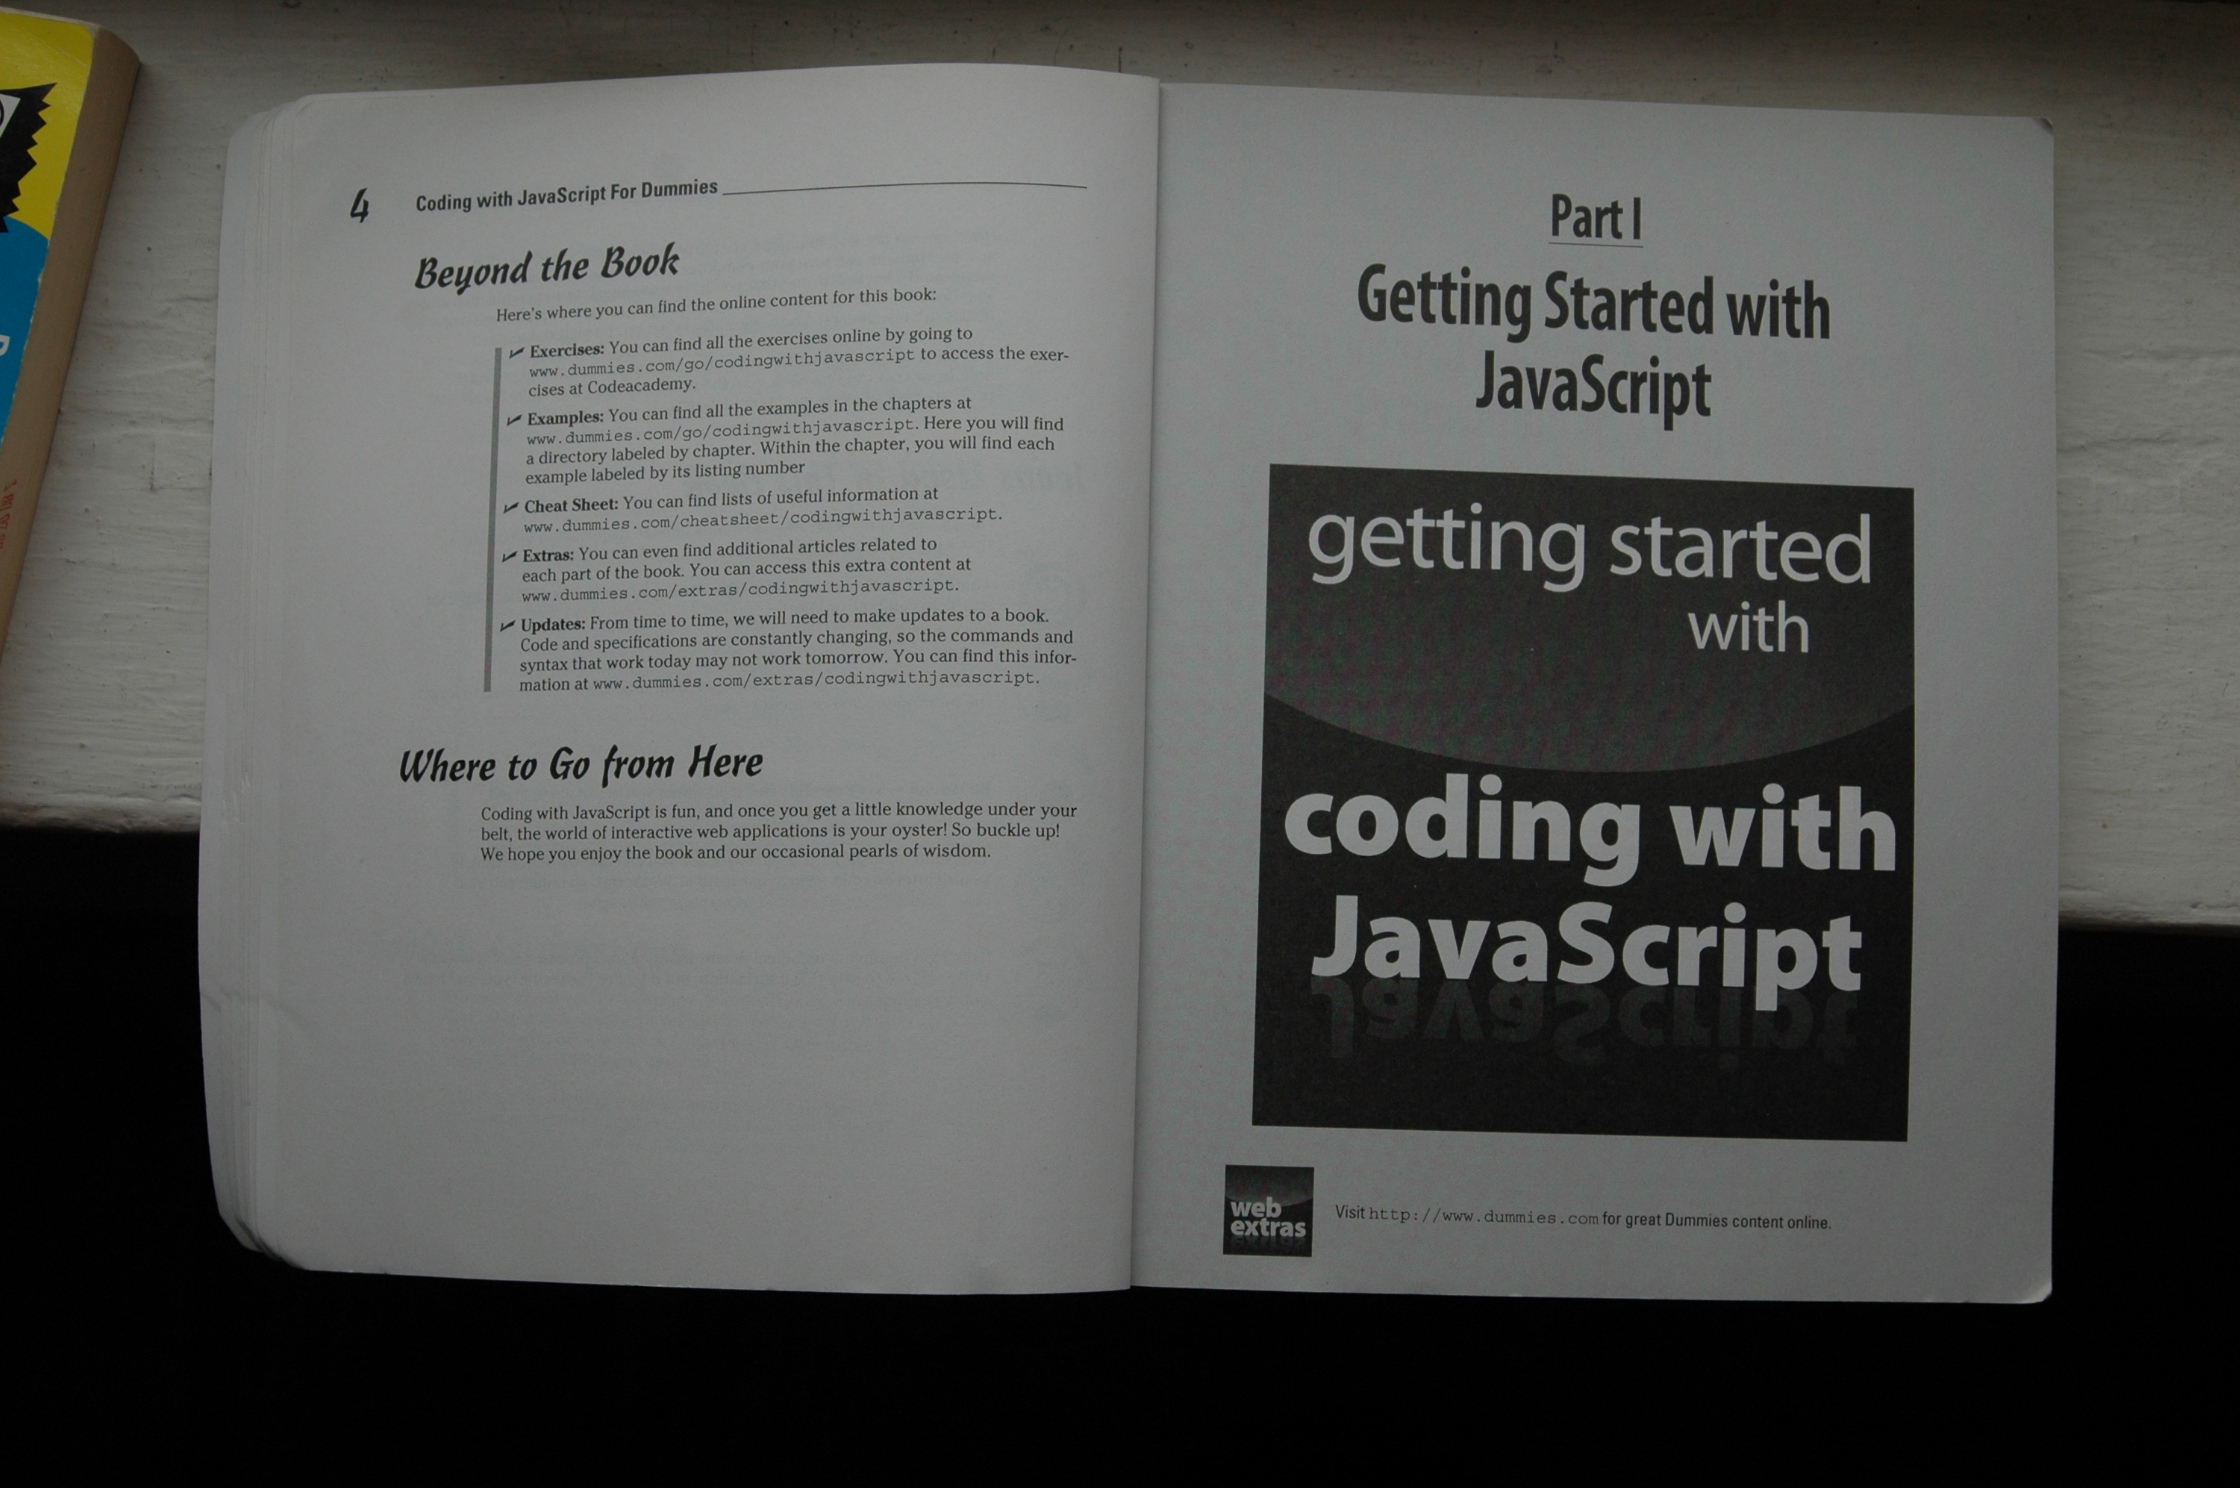 4 Coding with JavaScript For Dummies
Beyond the Book
Here's where you can find the online content for this book:
✓ Exercises: You can find all the exercises online by going to
www.dummies.com/go/codingwithjavascript to access the exer-
cises at Codeacademy.
✓ Examples: You can find all the examples in the chapters at
www.dummies.com/go/codingwithjavascript. Here you will find
a directory labeled by chapter. Within the chapter, you will find each
example labeled by its listing number
✓ Cheat Sheet: You can find lists of useful information at
www.dummies.com/cheatsheet/codingwithjavascript.
✓ Extras: You can even find additional articles related to
each part of the book. You can access this extra content at
www.dummies.com/extras/codingwithjavascript.
✓ Updates: From time to time, we will need to make updates to a book.
Code and specifications are constantly changing, so the commands and
syntax that work today may not work tomorrow. You can find this infor-
mation at www.dummies.com/extras/codingwithjavascript.
Where to Go from Here
Coding with JavaScript is fun, and once you get a little knowledge under your
belt, the world of interactive web applications is your oyster! So buckle up!
We hope you enjoy the book and our occasional pearls of wisdom.
Part I
Getting Started with
JavaScript
getting started
with
coding with
JavaScript
web
extras
Visit http://www.dummies.com for great Dummies content online.